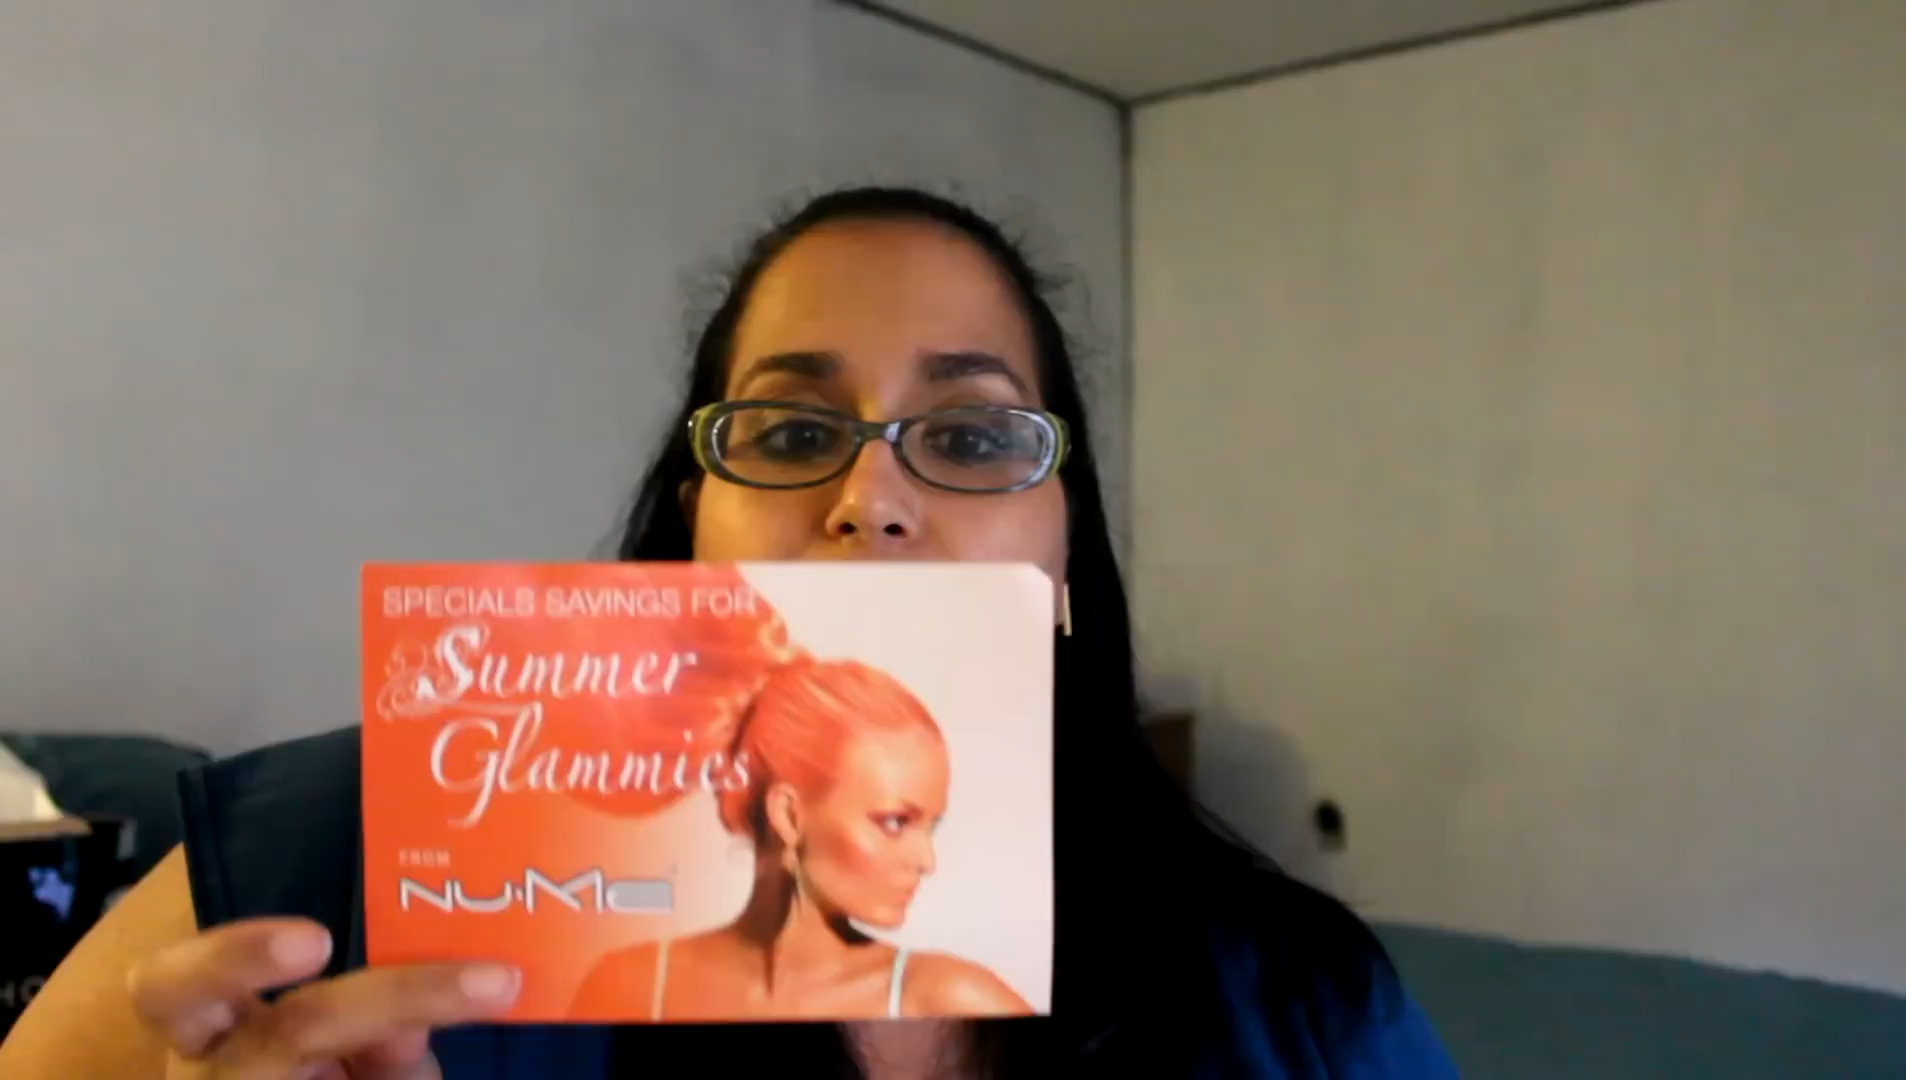 SPECIALS SAVINGS FOR
Summer
Glammies
FROM
NU·Me